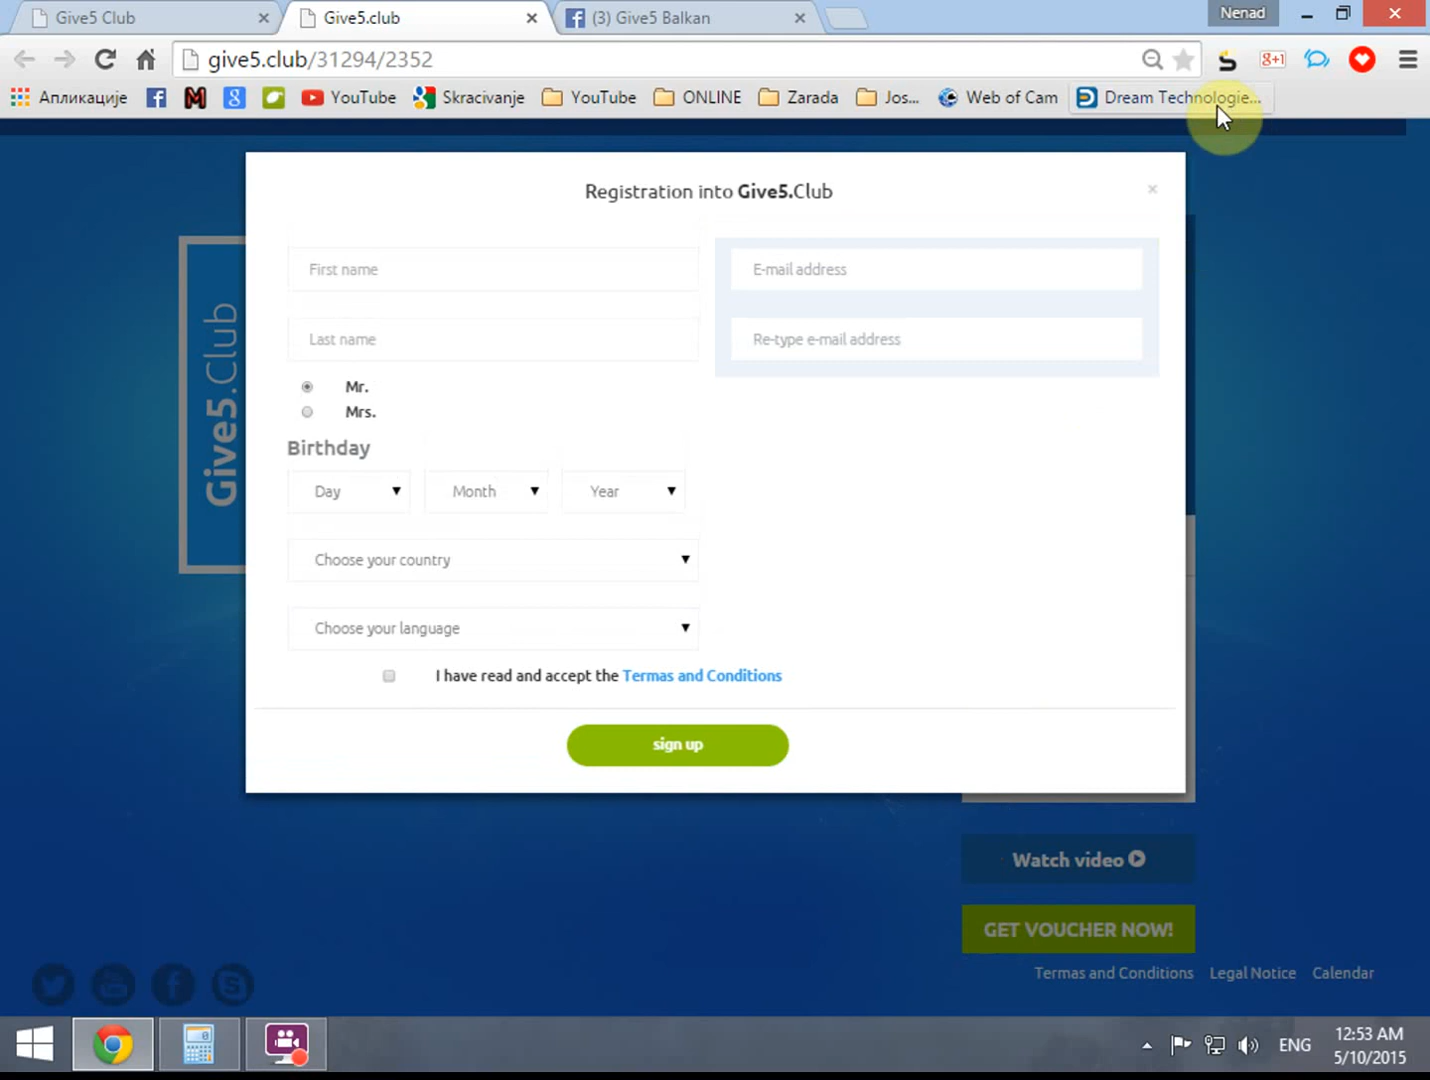 Give5 Club
Give5.club
(3) Give5 Balkan
Nenad
give5.club/31294/2352
8+1
Апликације
YouTube
Skracivanje
YouTube
ONLINE
Zarada
Jos...
Web of Cam
Dream Technologie...
Registration into Give5.Club
Give5.Club
First name
E-mail address
Last name
Re-type e-mail address
Mr.
Mrs.
Birthday
Day
Month
Year
Choose your country
Choose your language
I have read and accept the Termas and Conditions
sign up
Watch video
GET VOUCHER NOW!
Termas and Conditions Legal Notice Calendar
ENG
12:53 AM
5/10/2015